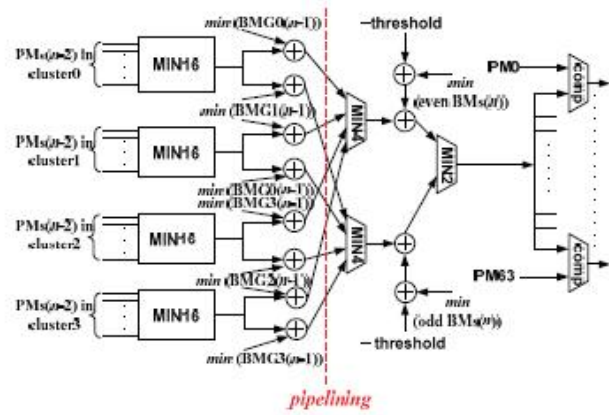 min (BMG0(n-1))
PMs(n-2) in
cluster0
MIN16
min (BMG1(n-1))
PMs(n-2) in
cluster1
MIN16
min (BMG0(n-1))
min (BMG3(n-1))
PMs(n-2) in
cluster2
MIN16
min (BMG2(n-1))
PMs(n-2) in
cluster3
MIN16
min (BMG3(n-1))
MIN4
MIN4
−threshold
min
(even BMs(n))
MIN2
min
(odd BMs(n))
−threshold
PM0
comp
PM63
comp
pipelining